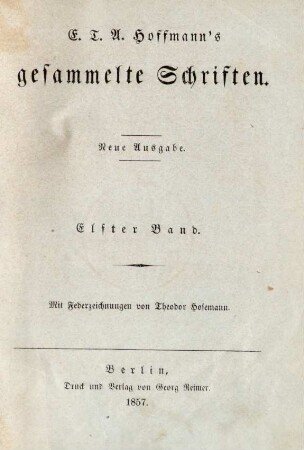 E. T. A. Hoffmann's
gesammelte Schriften.
Neue Ausgabe.
Elfter Band.
Mit Federzeichnungen von Theodor Hosemann.
Berlin,
Druck und Verlag von Georg Reimer.
1857.